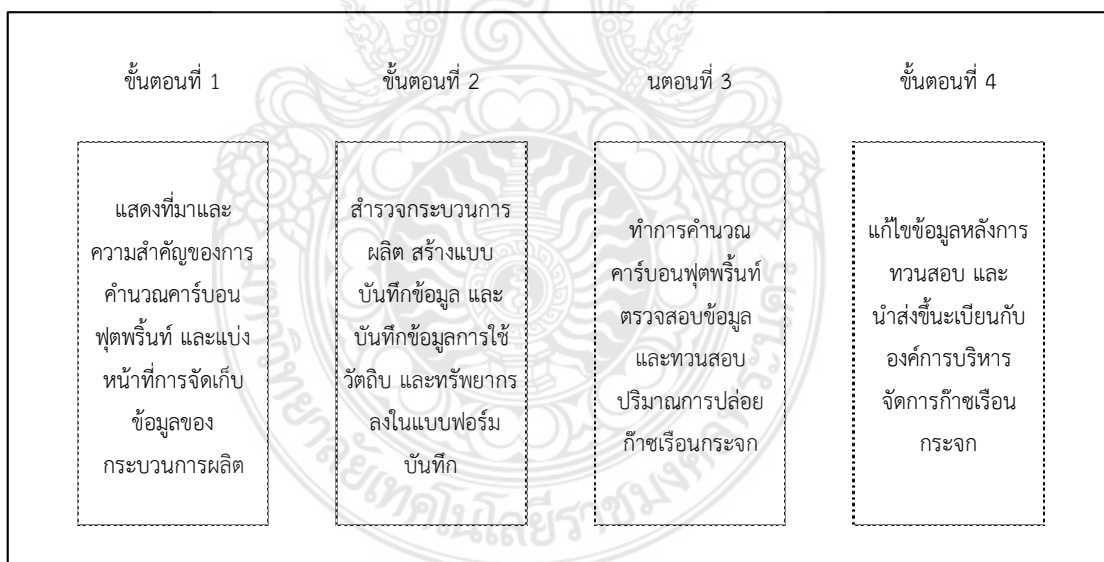 ขั้นตอนที่ 1
ขั้นตอนที่ 2
นตอนที่ 3
ขั้นตอนที่ 4
แสดงที่มาและ
ความสำคัญของการ
คำนวณคาร์บอน
ฟุตพริ้นท์ และแบ่ง
หน้าที่การจัดเก็บ
ข้อมูลของ
กระบวนการผลิต
สำรวจกระบวนการ
ผลิต สร้างแบบ
บันทึกข้อมูล และ
บันทึกข้อมูลการใช้
วัตถิบ และทรัพยากร
ลงในแบบฟอร์ม
บันทึก
ทำการคำนวณ
คาร์บอนฟุตพริ้นท์
ตรวจสอบข้อมูล
และทวนสอบ
ปริมาณการปล่อย
ก๊าซเรือนกระจก
แก้ไขข้อมูลหลังการ
ทวนสอบ และ
นำส่งขึ้นะเบียนกับ
องค์การบริหาร
จัดการก๊าซเรือน
กระจก